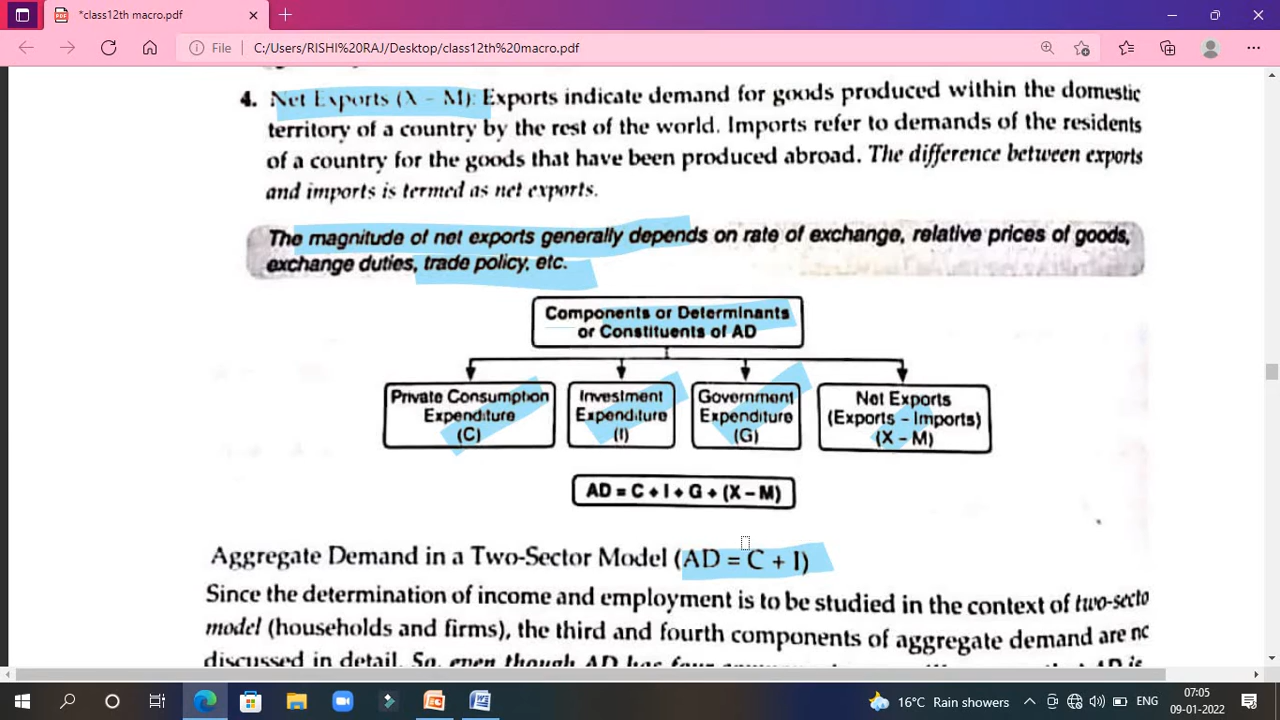 *class12th macro.pdf
File C:/Users/RISHI%20RAJ/Desktop/class12th%20macro.pdf
4. Net Exports (X – M): Exports indicate demand for goods produced within the domestic
territory of a country by the rest of the world. Imports refer to demands of the residents
of a country for the goods that have been produced abroad. The difference between exports
and imports is termed as net exports.
The magnitude of net exports generally depends on rate of exchange, relative prices of goods,
exchange duties, trade policy, etc.
Components or Determinants
or Constituents of AD
Private Consumption
Expenditure
(C)
Investment
Expenditure
(I)
Government
Expenditure
(G)
Net Exports
(Exports – Imports)
(X – M)
AD = C + I + G + (X – M)
Aggregate Demand in a Two-Sector Model (AD = C + I)
Since the determination of income and employment is to be studied in the context of two-secto
model (households and firms), the third and fourth components of aggregate demand are no
discussed in detail. So, even though AD has four
16°C Rain showers
ENG
07:05
09-01-2022